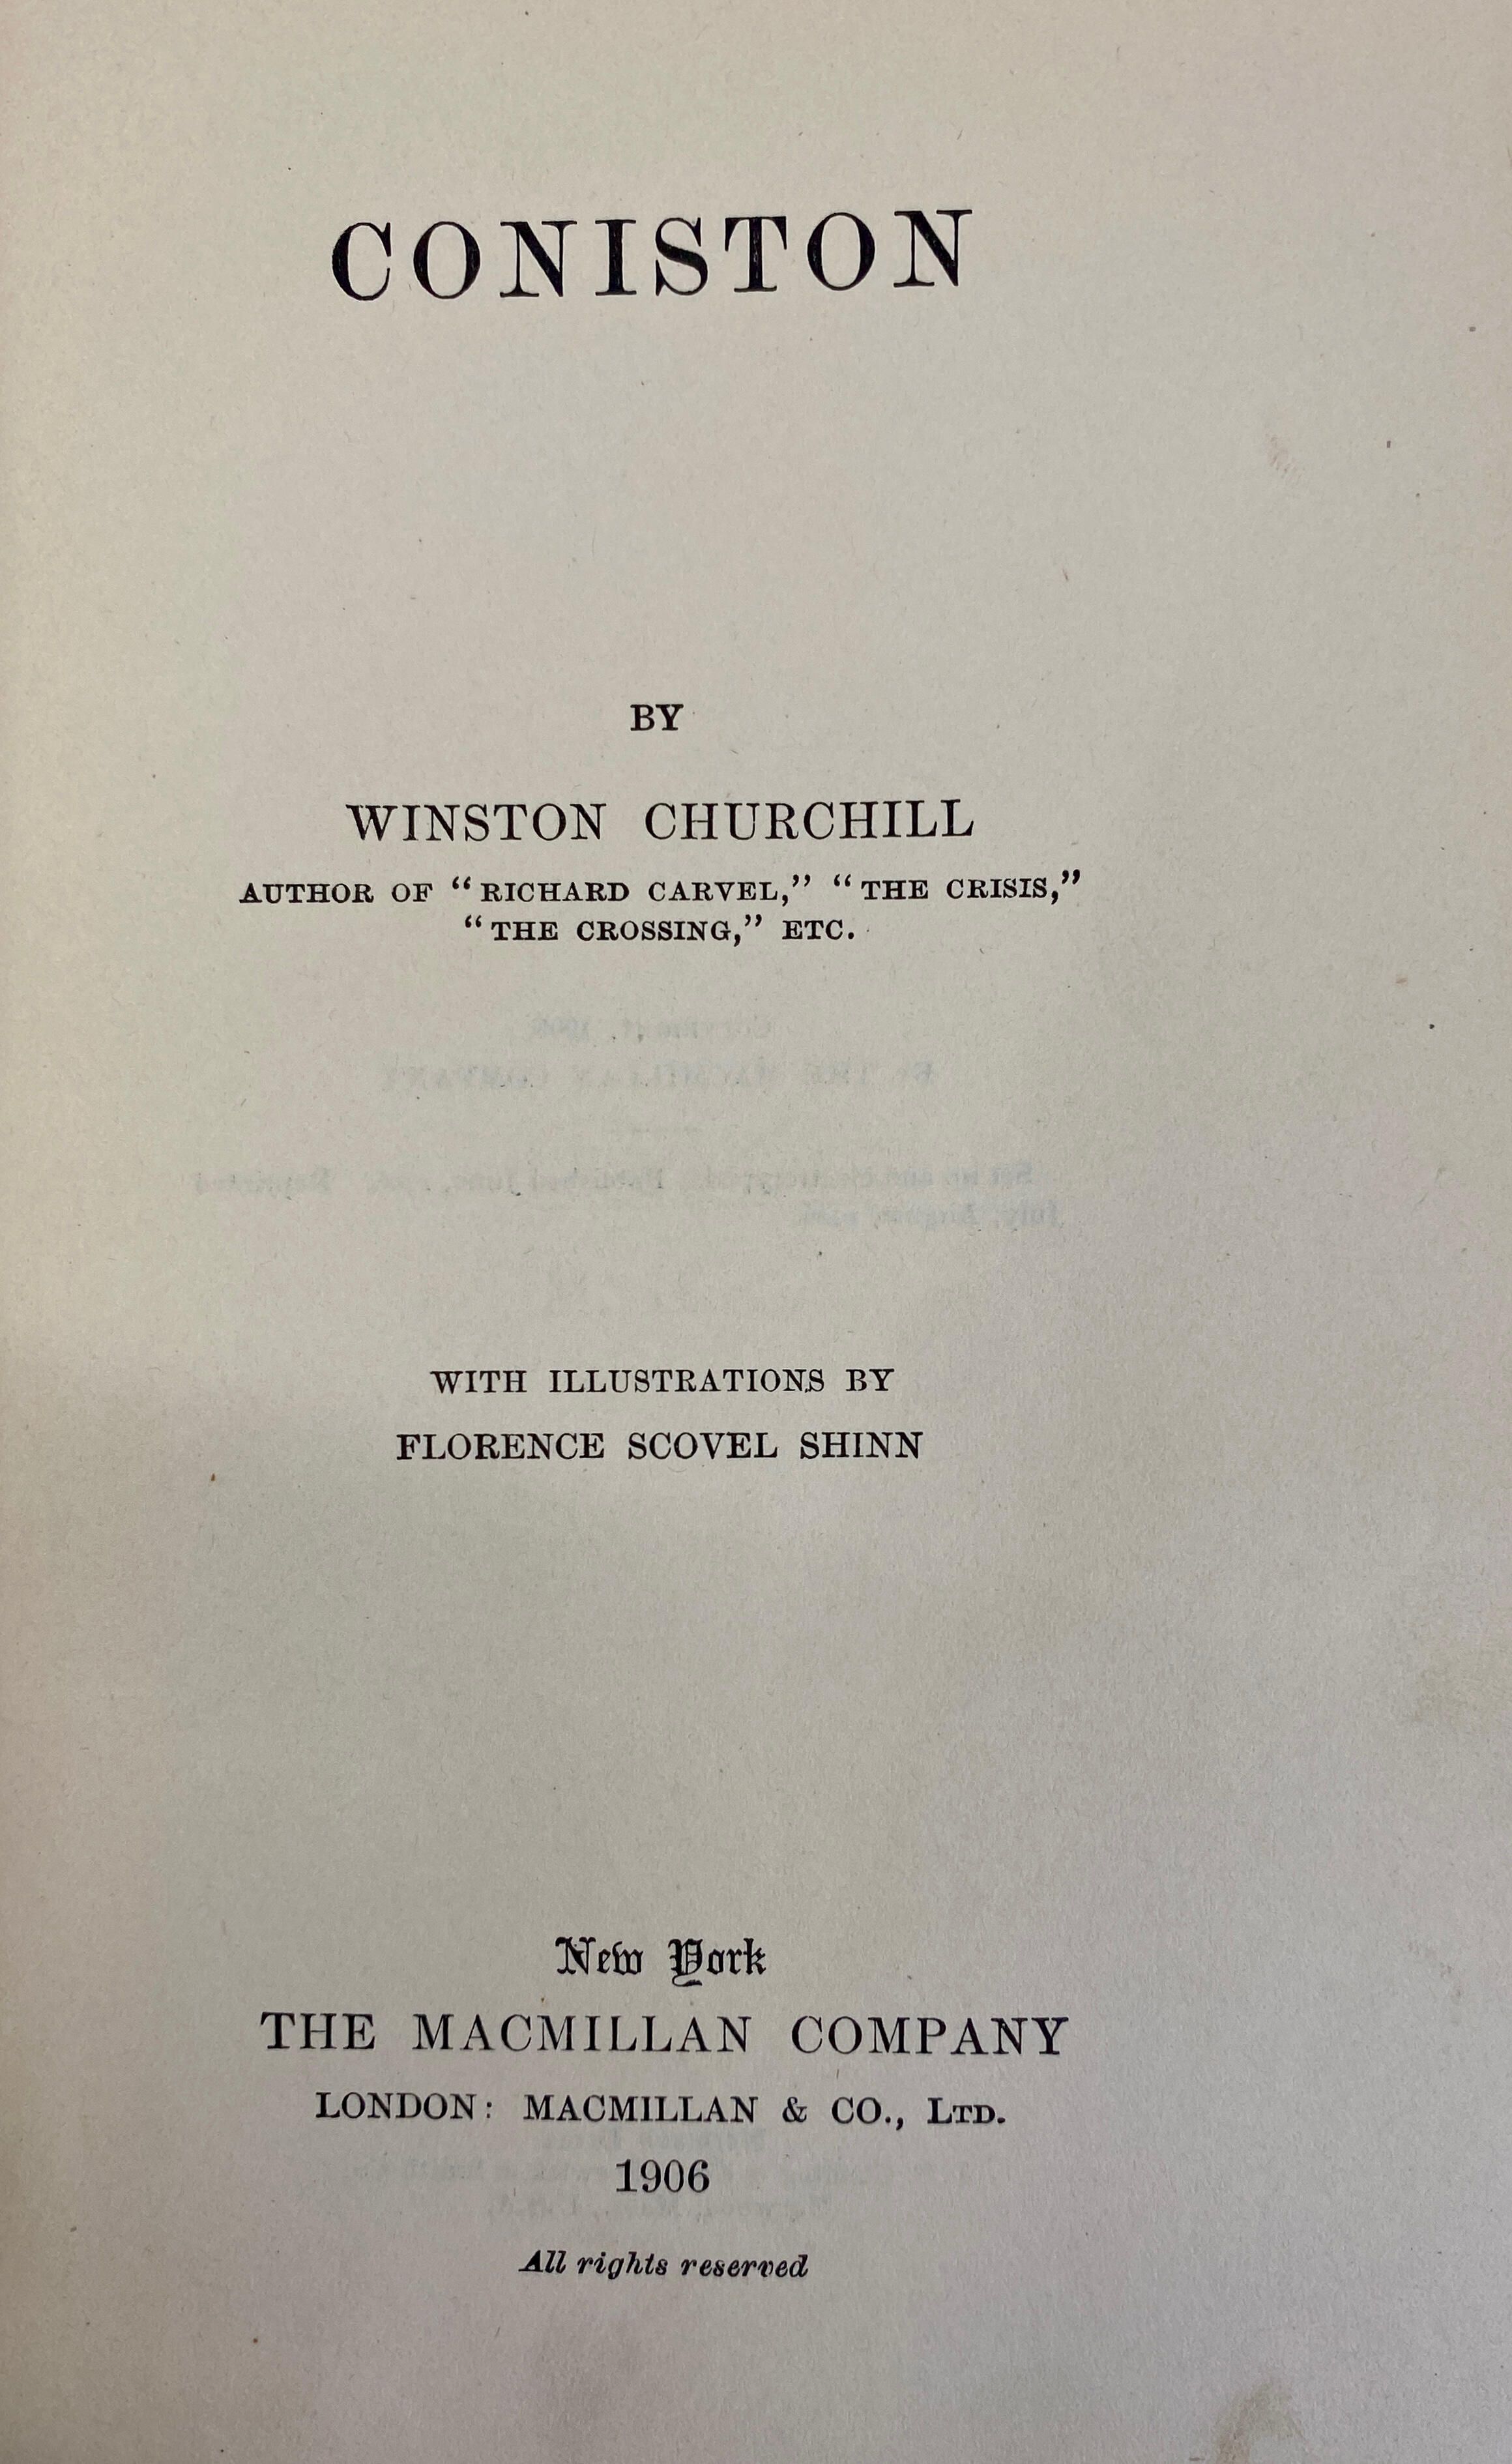 CONISTON
BY
WINSTON CHURCHILL
AUTHOR OF “RICHARD CARVEL,” “THE CRISIS,”
“THE CROSSING,” ETC.
WITH ILLUSTRATIONS BY
FLORENCE SCOVEL SHINN
New York
THE MACMILLAN COMPANY
LONDON: MACMILLAN & CO., LTD.
1906
All rights reserved